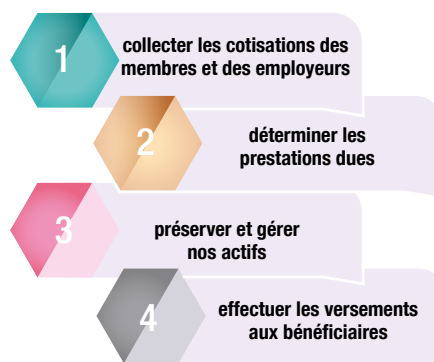 1
collecter les cotisations des
membres et des employeurs
2
déterminer les
prestations dues
3
préserver et gérer
nos actifs
4
effectuer les versements
aux bénéficiaires